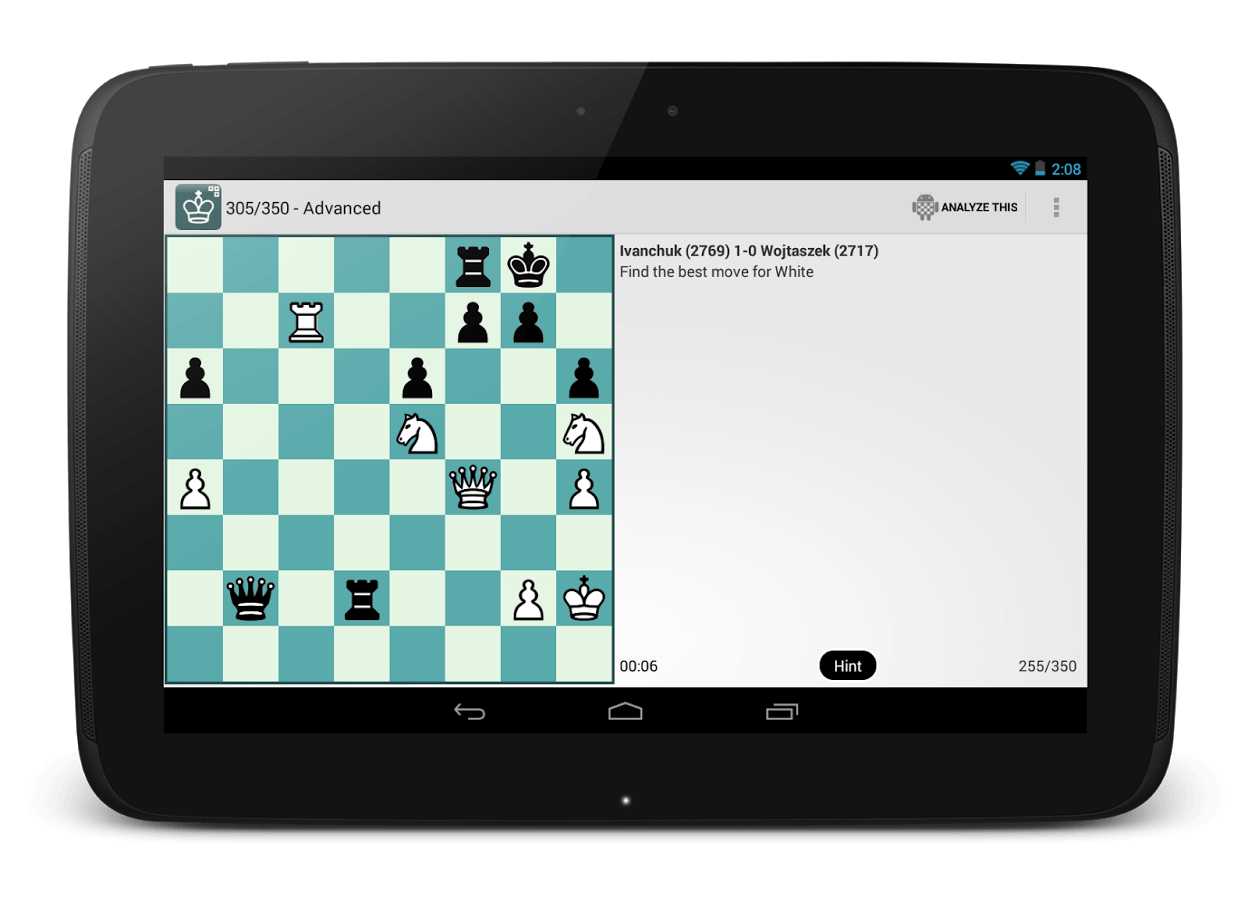 2:08
305/350 - Advanced
ANALYZE THIS
Ivanchuk (2769) 1-0 Wojtaszek (2717)
Find the best move for White
00:06
Hint
255/350